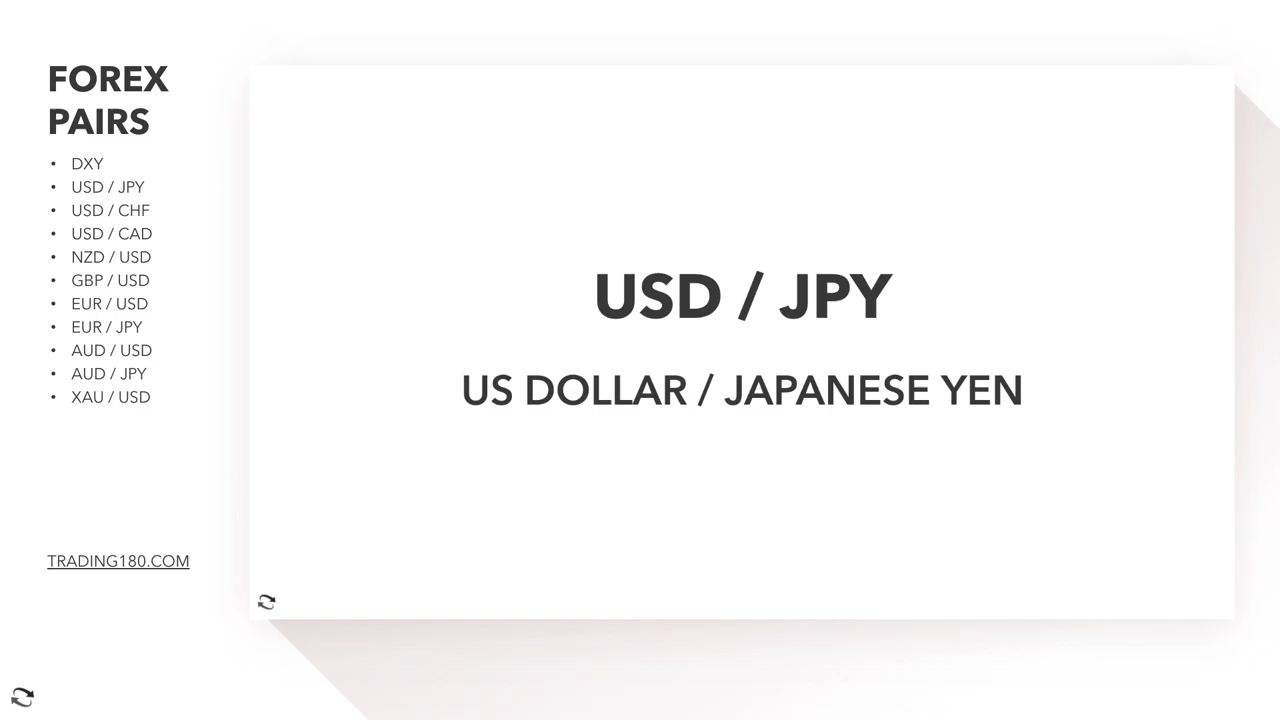 FOREX
PAIRS
• DXY
• USD / JPY
• USD / CHF
• USD / CAD
• NZD / USD
• GBP / USD
• EUR / USD
• EUR / JPY
• AUD / USD
• AUD / JPY
• XAU / USD
TRADING180.COM
USD / JPY
US DOLLAR / JAPANESE YEN